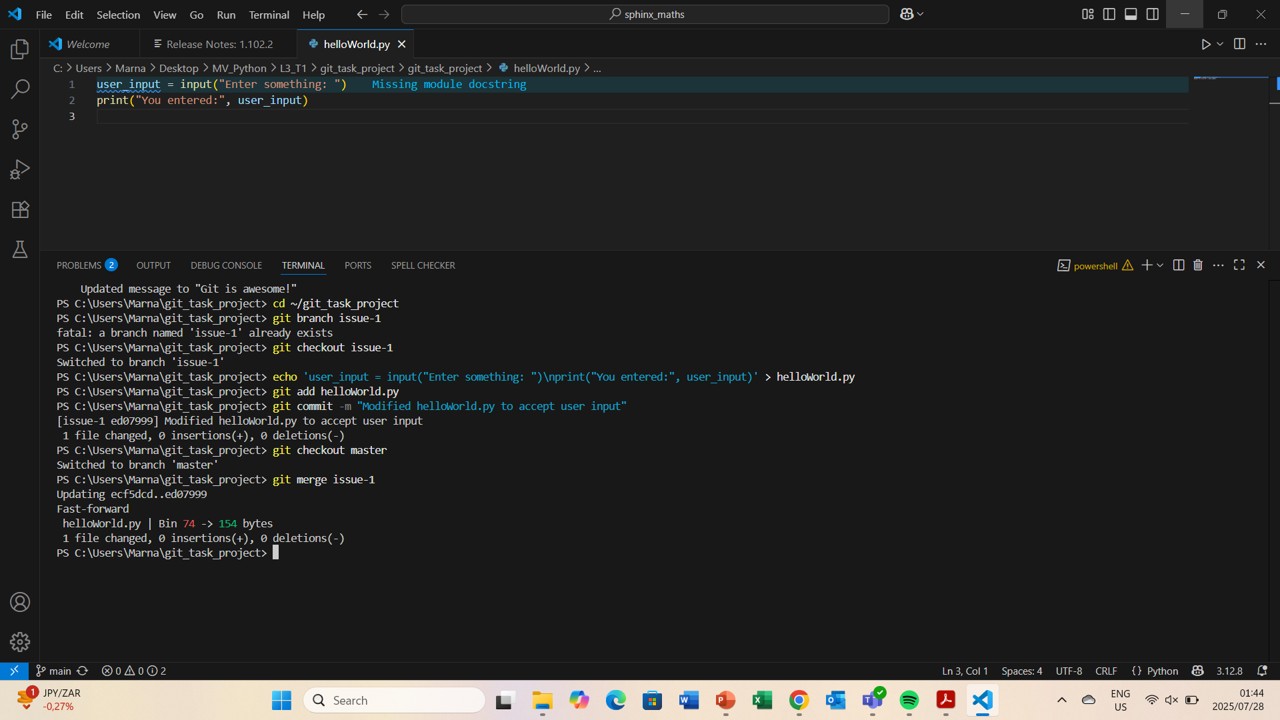 File Edit Selection View Go Run Terminal Help sphinx_maths
Welcome Release Notes: 1.102.2 helloWorld.py
C: > Users > Marna > Desktop > MV_Python > L3_T1 > git_task_project > git_task_project > helloWorld.py > ...
1 user_input = input("Enter something: ") Missing module docstring
2 print("You entered:", user_input)
3
PROBLEMS 2 OUTPUT DEBUG CONSOLE TERMINAL PORTS SPELL CHECKER powershell
Updated message to "Git is awesome!"
PS C:\Users\Marna\git_task_project> cd ~/git_task_project
PS C:\Users\Marna\git_task_project> git branch issue-1
fatal: a branch named 'issue-1' already exists
PS C:\Users\Marna\git_task_project> git checkout issue-1
Switched to branch 'issue-1'
PS C:\Users\Marna\git_task_project> echo 'user_input = input("Enter something: ")\nprint("You entered:", user_input)' > helloWorld.py
PS C:\Users\Marna\git_task_project> git add helloWorld.py
PS C:\Users\Marna\git_task_project> git commit -m "Modified helloWorld.py to accept user input"
[issue-1 ed07999] Modified helloWorld.py to accept user input
1 file changed, 0 insertions(+), 0 deletions(-)
PS C:\Users\Marna\git_task_project> git checkout master
Switched to branch 'master'
PS C:\Users\Marna\git_task_project> git merge issue-1
Updating ecf5dcd..ed07999
Fast-forward
helloWorld.py | Bin 74 -> 154 bytes
1 file changed, 0 insertions(+), 0 deletions(-)
PS C:\Users\Marna\git_task_project>
main 0 0 2 Ln 3, Col 1 Spaces: 4 UTF-8 CRLF {} Python 3.12.8
1 JPY/ZAR Search ENG 01:44
-0,27% US 2025/07/28